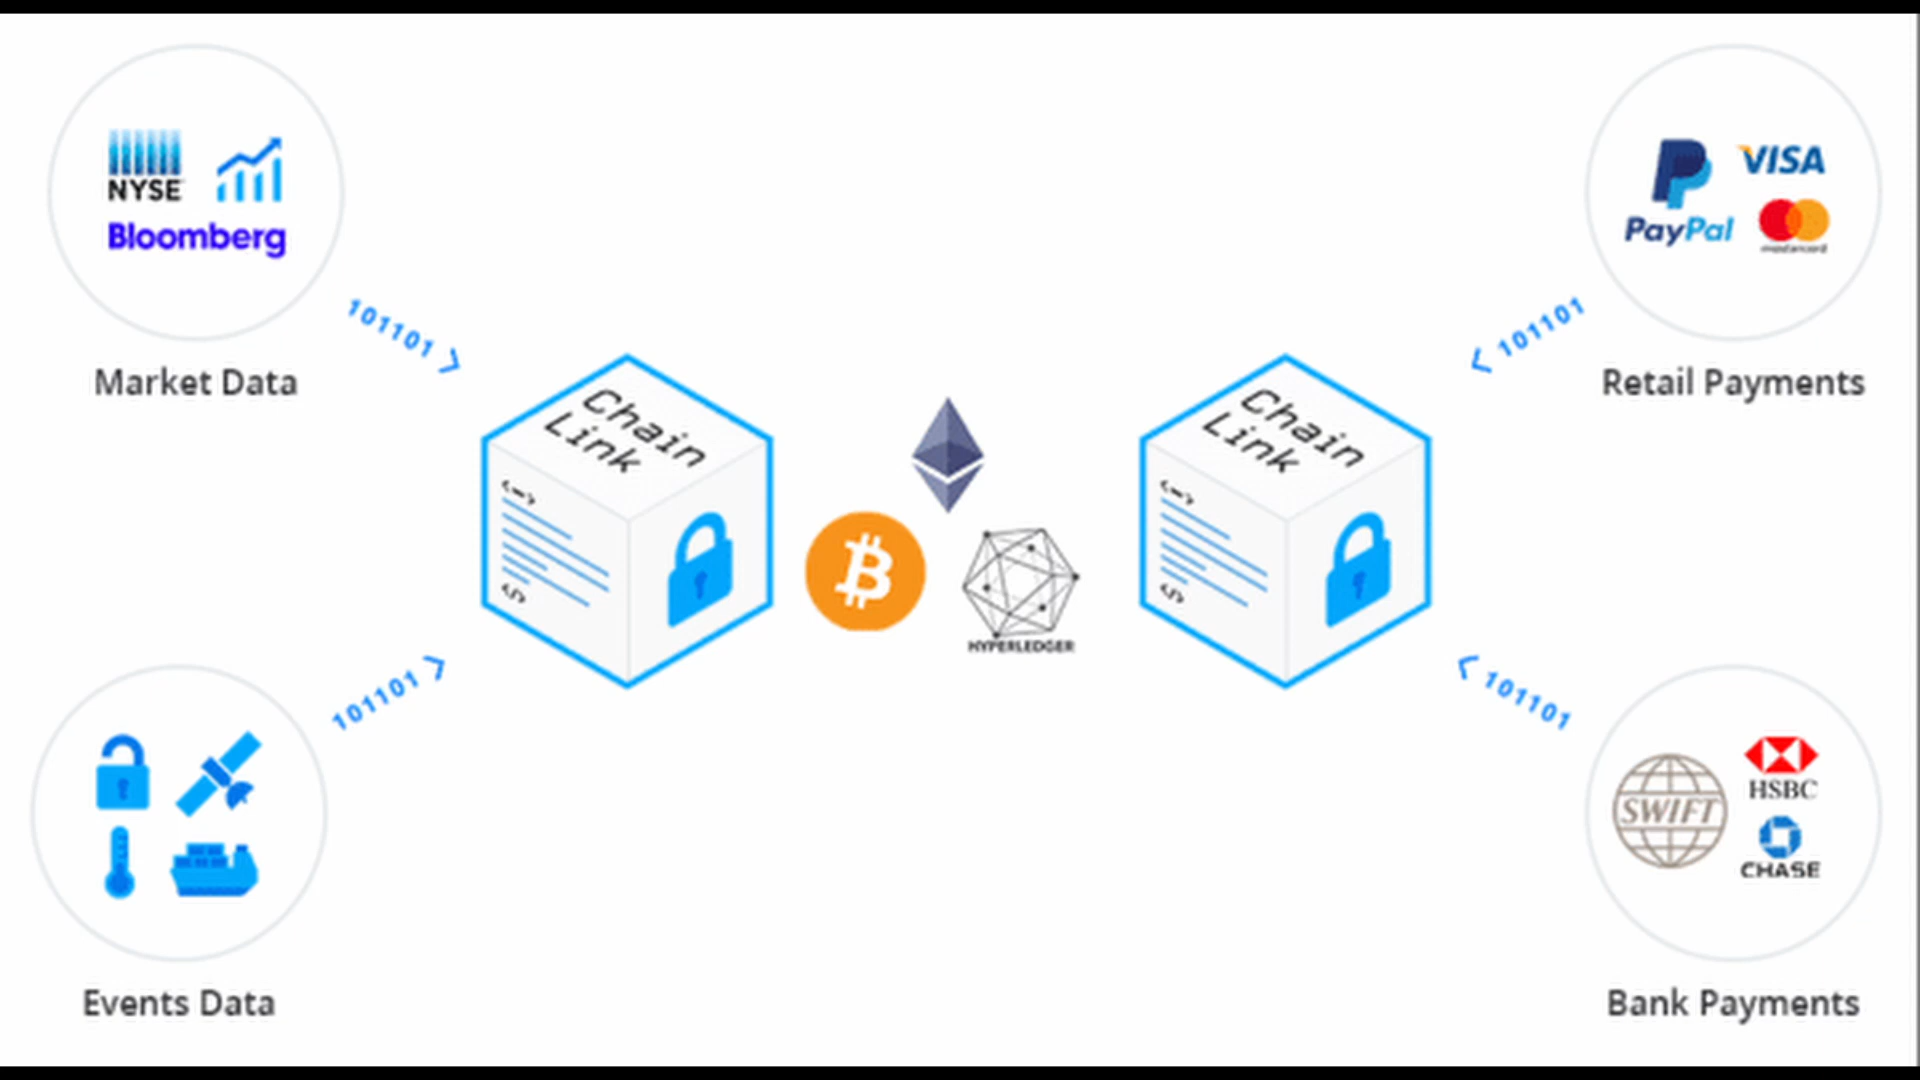 NYSE
Bloomberg
Market Data
101101
PayPal
VISA
mastercard
Retail Payments
101101
Chain
Link
Chain
Link
HYPERLEDGER
101101
Events Data
101101
SWIFT
HSBC
CHASE
Bank Payments